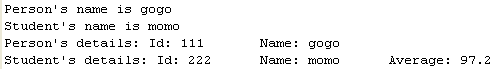 Person's name is gogo
Student's name is momo
Person's details: Id: 111 Name: gogo
Student's details: Id: 222 Name: momo Average: 97.2